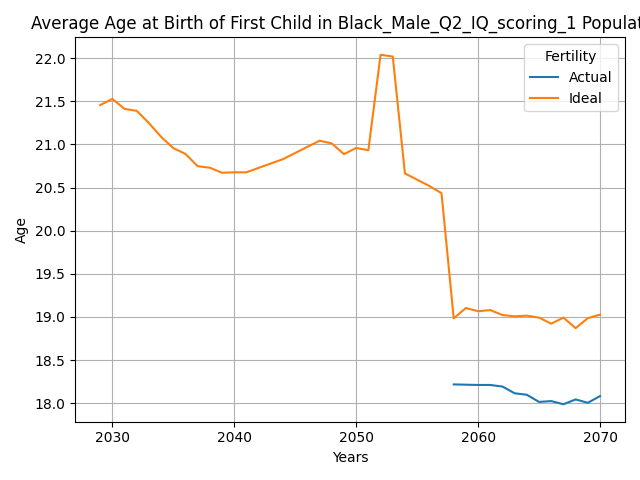 Average Age at Birth of First Child in Black_Male_Q2_IQ_scoring_1 Populat
Fertility
Actual
Ideal
22.0
21.5
21.0
20.5
20.0
19.5
19.0
18.5
18.0
Age
2030 2040 2050 2060 2070
Years